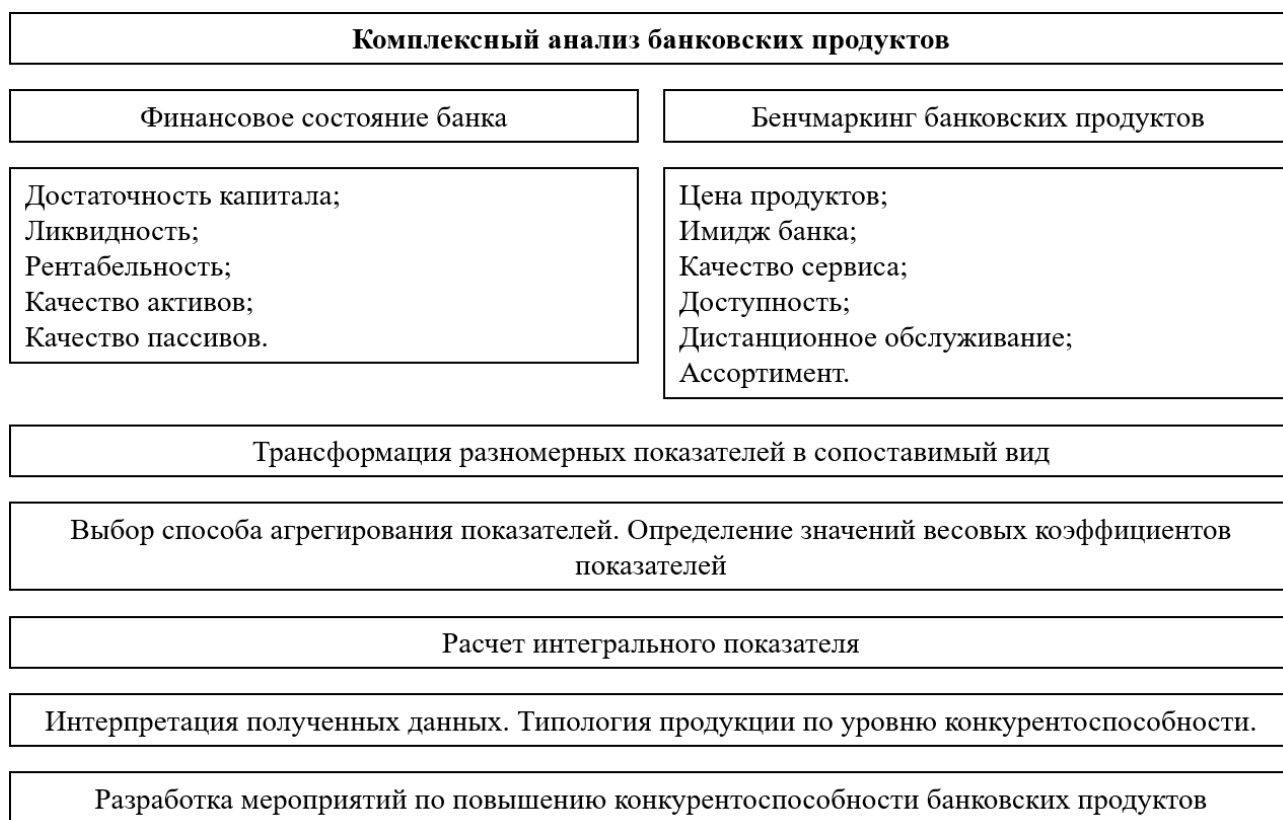 Комплексный анализ банковских продуктов
Финансовое состояние банка
Бенчмаркинг банковских продуктов
Достаточность капитала;
Ликвидность;
Рентабельность;
Качество активов;
Качество пассивов.
Цена продуктов;
Имидж банка;
Качество сервиса;
Доступность;
Дистанционное обслуживание;
Ассортимент.
Трансформация разномерных показателей в сопоставимый вид
Выбор способа агрегирования показателей. Определение значений весовых коэффициентов
показателей
Расчет интегрального показателя
Интерпретация полученных данных. Типология продукции по уровню конкурентоспособности.
Разработка мероприятий по повышению конкурентоспособности банковских продуктов